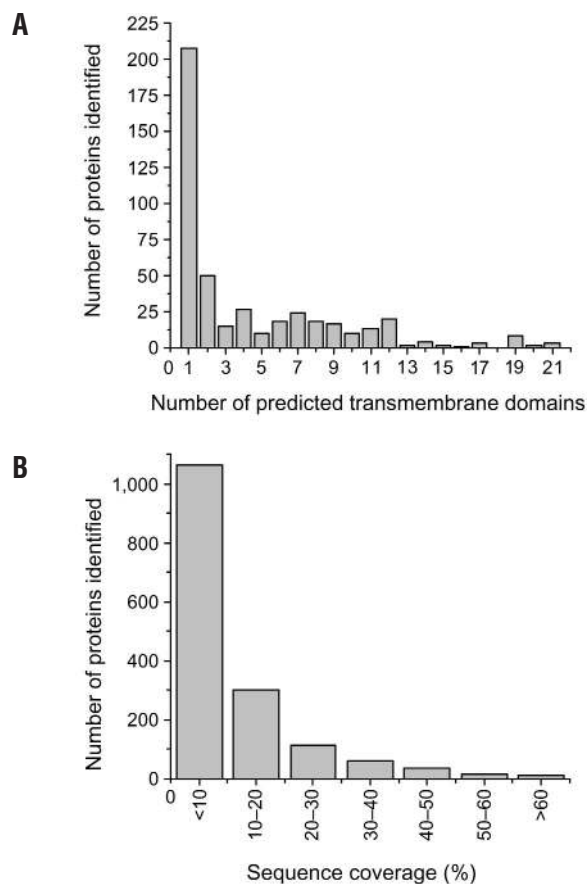 A
Number of proteins identified
225
200
175
150
125
100
75
50
25
0
0 1 3 5 7 9 11 13 15 17 19 21
Number of predicted transmembrane domains
B
Number of proteins identified
1,000
800
600
400
200
0
0 <10 10–20 20–30 30–40 40–50 50–60 >60
Sequence coverage (%)